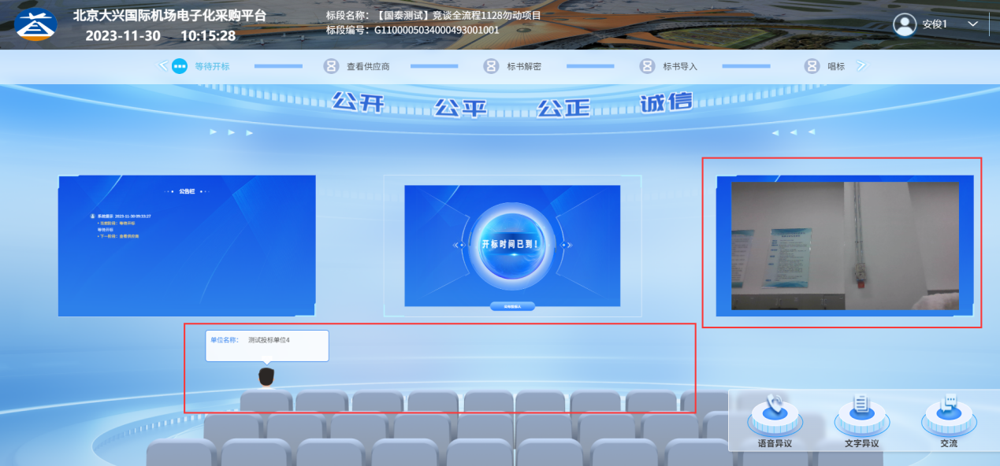 北京大兴国际机场电子化采购平台
2023-11-30 10:15:28
标段名称：【国泰测试】竞谈全流程1128勿动项目
标段编号：G1100005034000493001001
安俊1
等待开标
查看供应商
标书解密
标书导入
唱标
公开 公平 公正 诚信
公告栏
系统提示 2023-11-30 09:33:27
当前阶段：等待开标
等待开标
下一阶段：查看供应商
开标时间已到！
单位名称： 测试投标单位4
语音异议
文字异议
交流